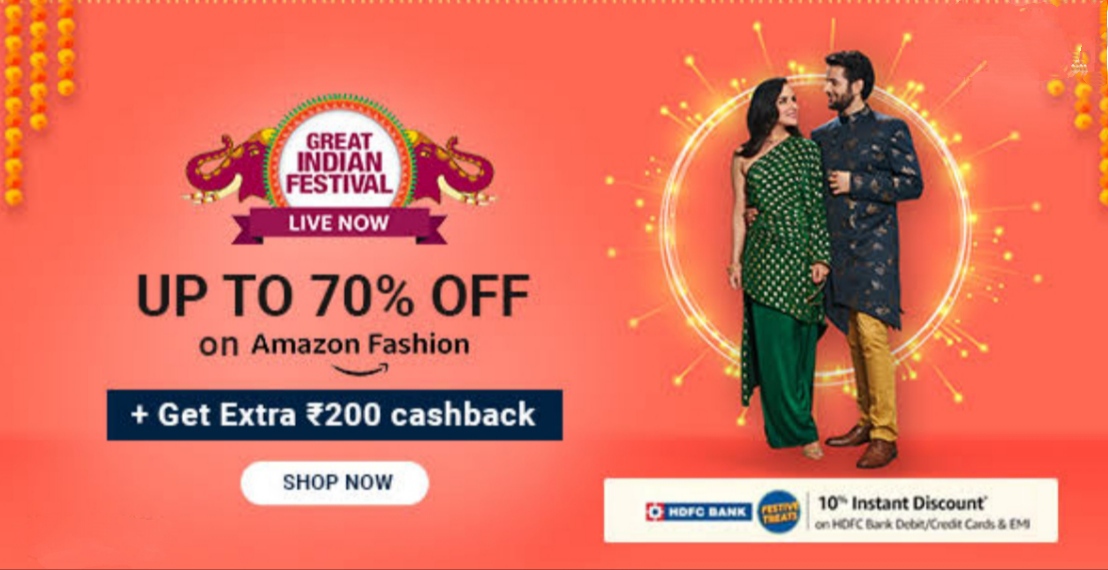 GREAT
INDIAN
FESTIVAL
LIVE NOW
UP TO 70% OFF
on Amazon Fashion
+ Get Extra ₹200 cashback
SHOP NOW
HDFC BANK
FESTIVE
TREATS
10% Instant Discount*
on HDFC Bank Debit/Credit Cards & EMI